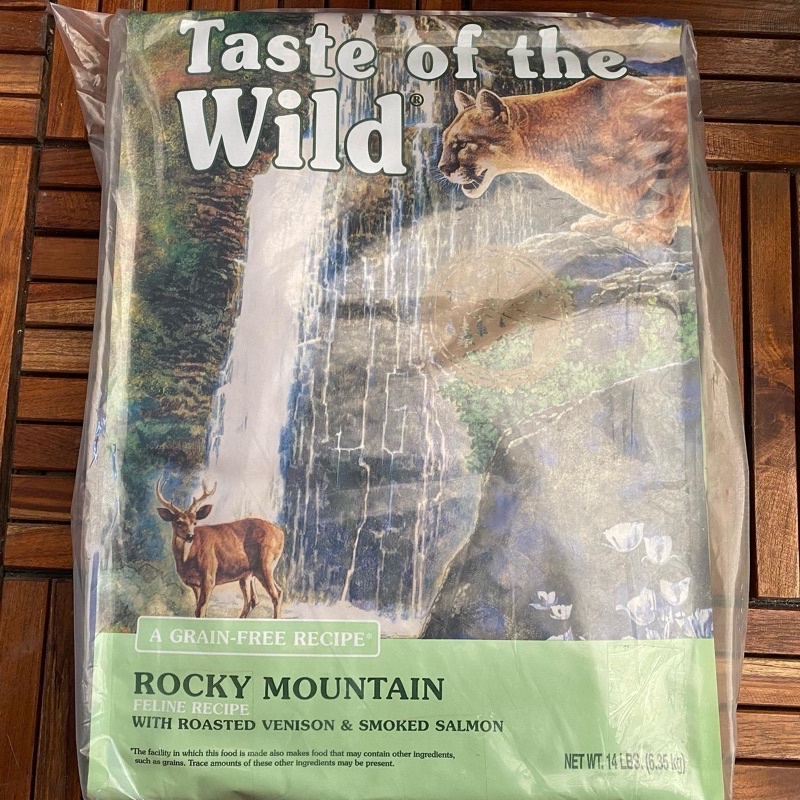 Taste of the
Wild®
A GRAIN-FREE RECIPE*
ROCKY MOUNTAIN
FELINE RECIPE
WITH ROASTED VENISON & SMOKED SALMON
*The facility in which this food is made also makes food that may contain other ingredients,
such as grains. Trace amounts of these other ingredients may be present.
NET WT. 14 LBS. (6.35 kg)